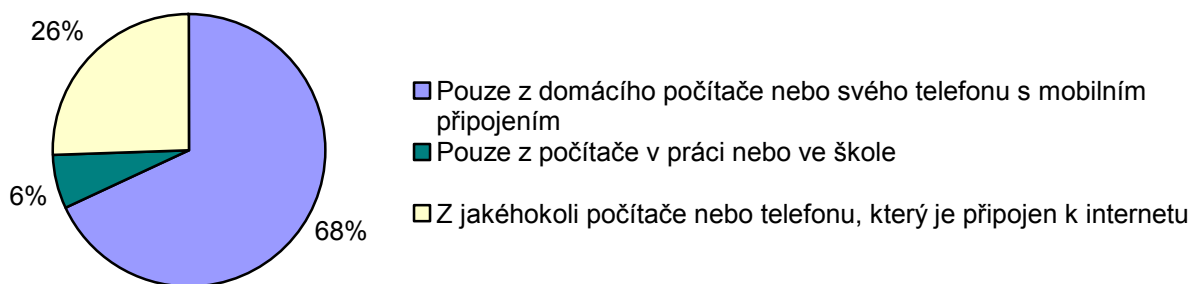 26%
6%
68%
Pouze z domácího počítače nebo svého telefonu s mobilním
připojením
Pouze z počítače v práci nebo ve škole
Z jakéhokoli počítače nebo telefonu, který je připojen k internetu